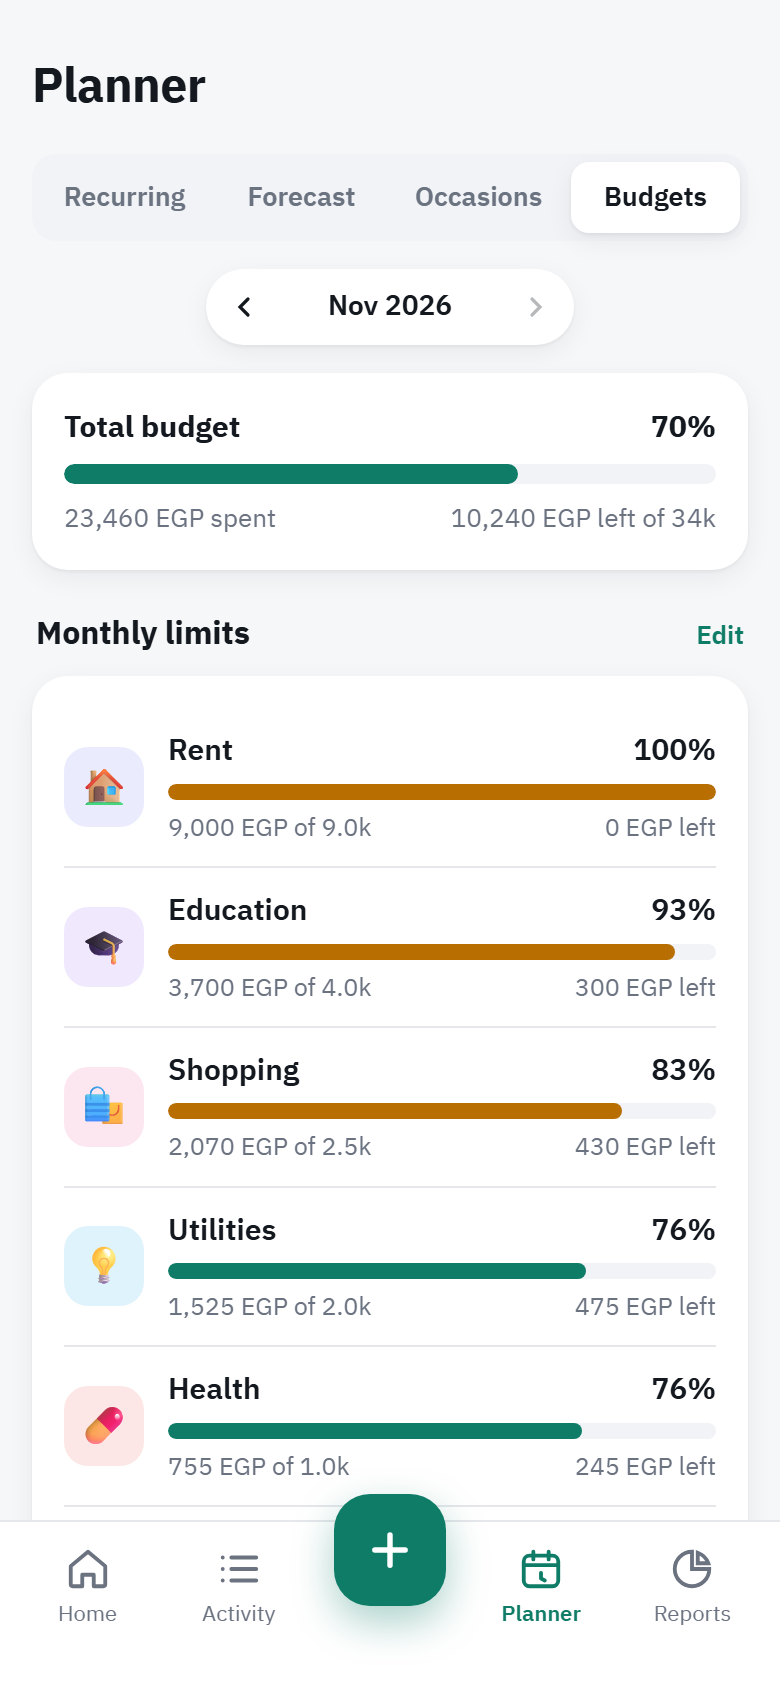 Planner
Recurring Forecast Occasions Budgets
Nov 2026
Total budget 70%
23,460 EGP spent 10,240 EGP left of 34k
Monthly limits Edit
Rent 100%
9,000 EGP of 9.0k 0 EGP left
Education 93%
3,700 EGP of 4.0k 300 EGP left
Shopping 83%
2,070 EGP of 2.5k 430 EGP left
Utilities 76%
1,525 EGP of 2.0k 475 EGP left
Health 76%
755 EGP of 1.0k 245 EGP left
Home Activity Planner Reports